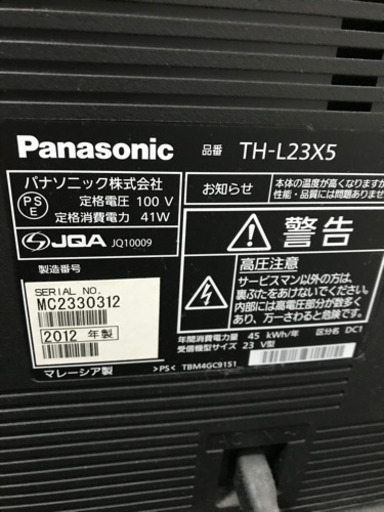 Panasonic 品番 TH-L23X5
パナソニック株式会社
PS
E
定格電圧 100 V
定格消費電力 41W
お知らせ
本体の温度が高くなりますが
性能・品質には問題ありません
JQA JQ10009
警告
高圧注意
サービスマン以外の方は、
裏ぶたをあけないでください。
内部には高電圧部分が数多く
あり、万一さわると危険です。
製造番号
SERIAL NO.
MC2330312
2012 年製
マレーシア製
年間消費電力量 45 kWh/年 区分名 DC1
受信機型サイズ 23 V型
>PS< TBM4GC9151